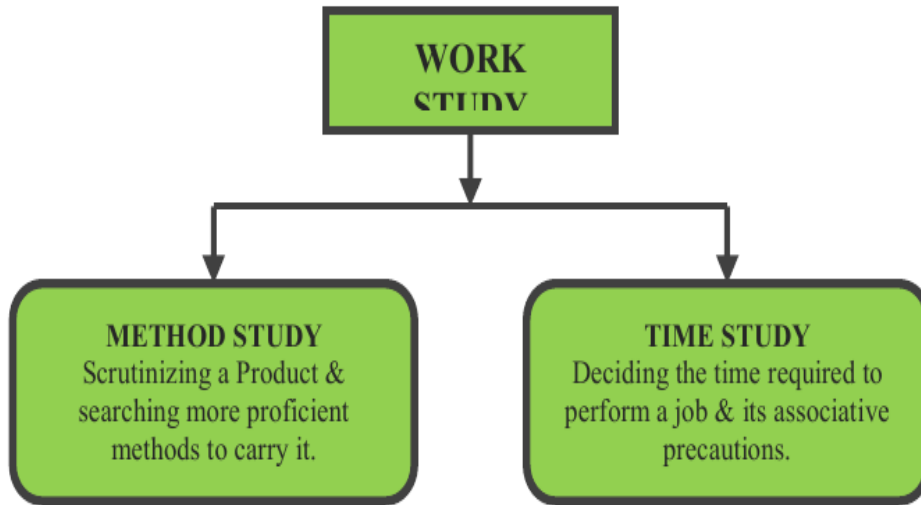 WORK
STUDY
METHOD STUDY
Scrutinizing a Product &
searching more proficient
methods to carry it.
TIME STUDY
Deciding the time required to
perform a job & its associative
precautions.